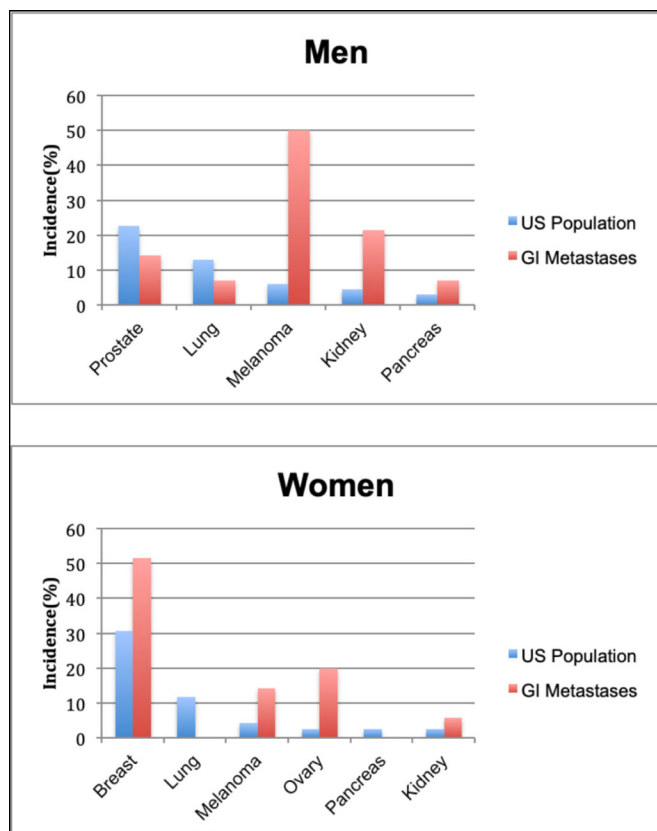 Men
60
50
40
30
20
10
0
Incidence(%)
Prostate
Lung
Melanoma
Kidney
Pancreas
US Population
GI Metastases
Women
60
50
40
30
20
10
0
Incidence(%)
Breast
Lung
Melanoma
Ovary
Pancreas
Kidney
US Population
GI Metastases